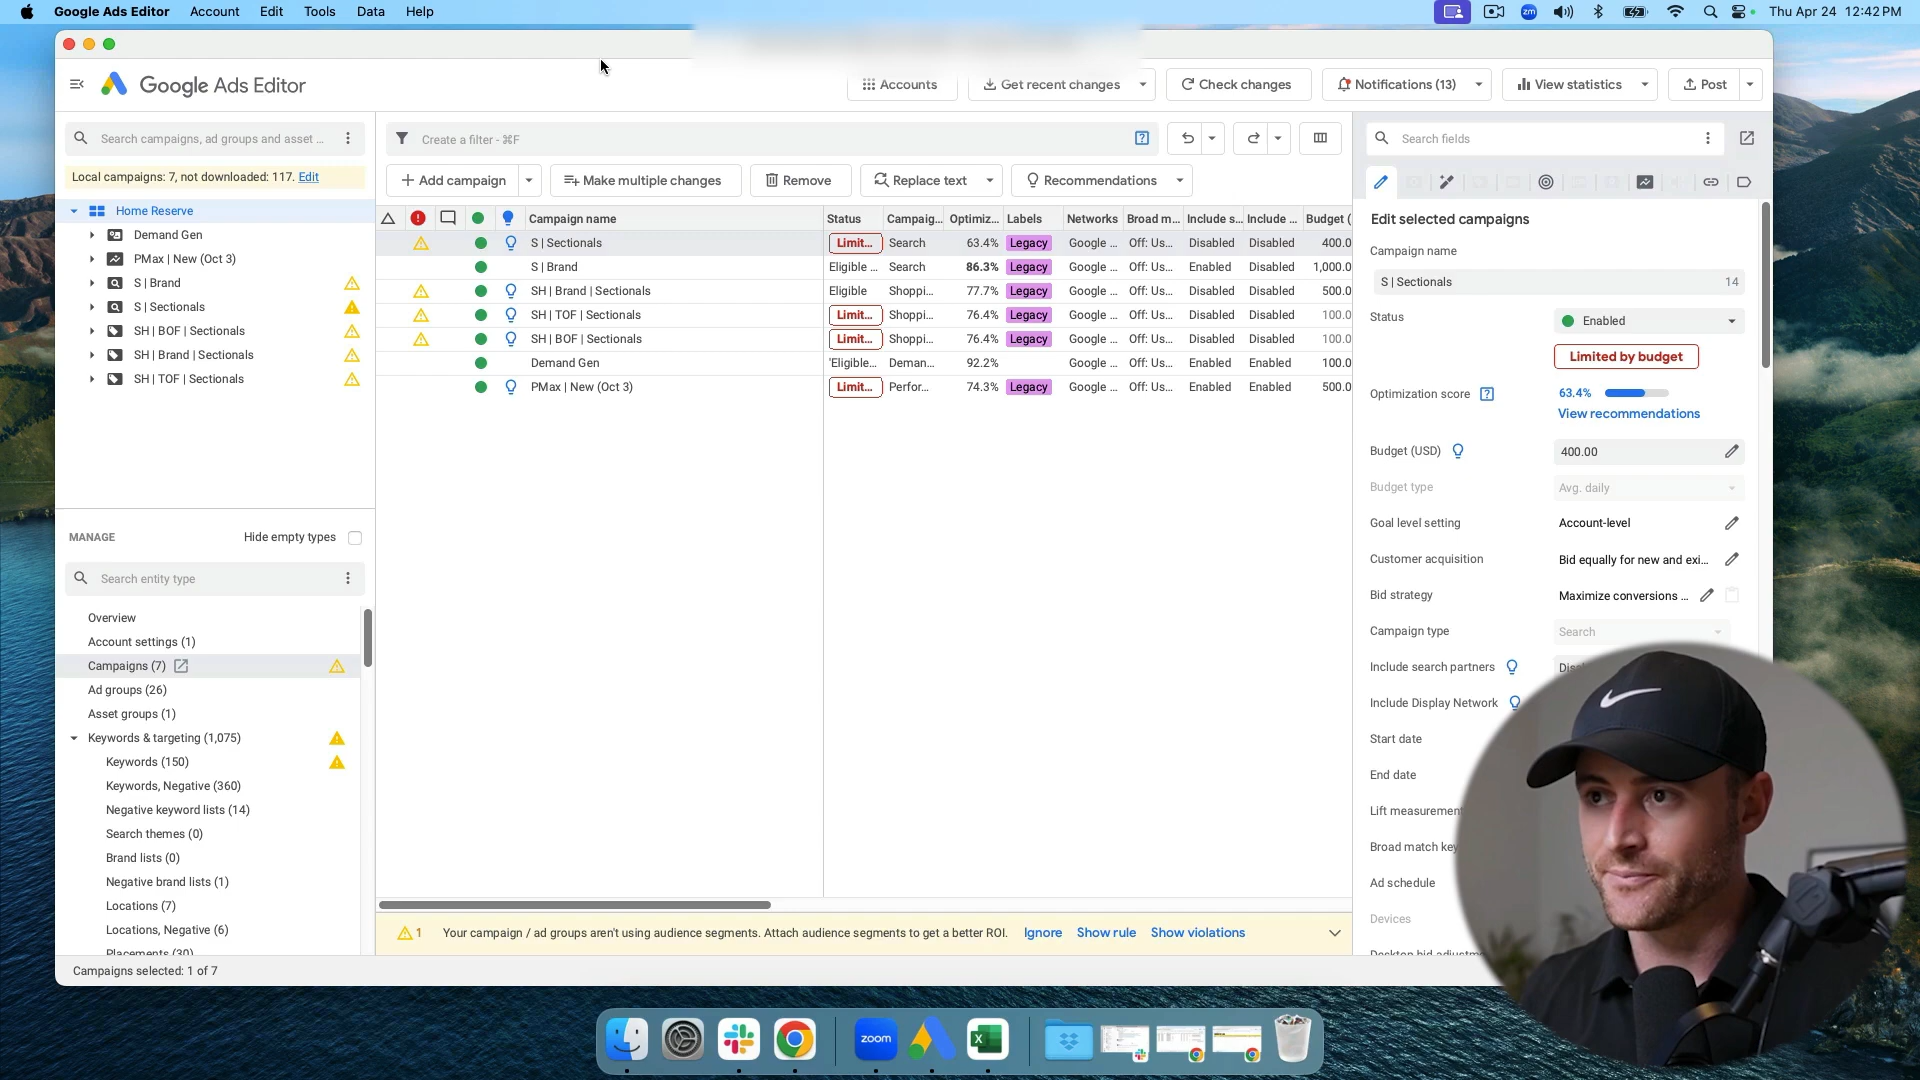 Google Ads Editor Account Edit Tools Data Help
zm Thu Apr 24 12:42 PM
Google Ads Editor
Accounts Get recent changes Check changes Notifications (13) View statistics Post
Search campaigns, ad groups and asset ...
Create a filter - ⌘F
Search fields
Local campaigns: 7, not downloaded: 117. Edit
Add campaign Make multiple changes Remove Replace text Recommendations
Home Reserve
Demand Gen
PMax | New (Oct 3)
S | Brand
S | Sectionals
SH | BOF | Sectionals
SH | Brand | Sectionals
SH | TOF | Sectionals
Campaign name Status Campaig... Optimiz... Labels Networks Broad m... Include s... Include ... Budget (
S | Sectionals Limit... Search 63.4% Legacy Google ... Off: Us... Disabled Disabled 400.0
S | Brand Eligible ... Search 86.3% Legacy Google ... Off: Us... Enabled Disabled 1,000.0
SH | Brand | Sectionals Eligible Shoppi... 77.7% Legacy Google ... Off: Us... Disabled Disabled 500.0
SH | TOF | Sectionals Limit... Shoppi... 76.4% Legacy Google ... Off: Us... Disabled Disabled 100.0
SH | BOF | Sectionals Limit... Shoppi... 76.4% Legacy Google ... Off: Us... Disabled Disabled 100.0
Demand Gen 'Eligible... Deman... 92.2% Google ... Off: Us... Enabled Enabled 100.0
PMax | New (Oct 3) Limit... Perfor... 74.3% Legacy Google ... Off: Us... Enabled Enabled 500.0
Edit selected campaigns
Campaign name
S | Sectionals 14
Status Enabled
Limited by budget
Optimization score 63.4%
View recommendations
Budget (USD) 400.00
Budget type Avg. daily
Goal level setting Account-level
Customer acquisition Bid equally for new and exi...
Bid strategy Maximize conversions ...
Campaign type Search
Include search partners
Include Display Network
Start date
End date
Lift measurement
Broad match key
Ad schedule
Devices
MANAGE Hide empty types
Search entity type
Overview
Account settings (1)
Campaigns (7)
Ad groups (26)
Asset groups (1)
Keywords & targeting (1,075)
Keywords (150)
Keywords, Negative (360)
Negative keyword lists (14)
Search themes (0)
Brand lists (0)
Negative brand lists (1)
Locations (7)
Locations, Negative (6)
Placements (30)
1 Your campaign / ad groups aren't using audience segments. Attach audience segments to get a better ROI. Ignore Show rule Show violations
Campaigns selected: 1 of 7
zoom